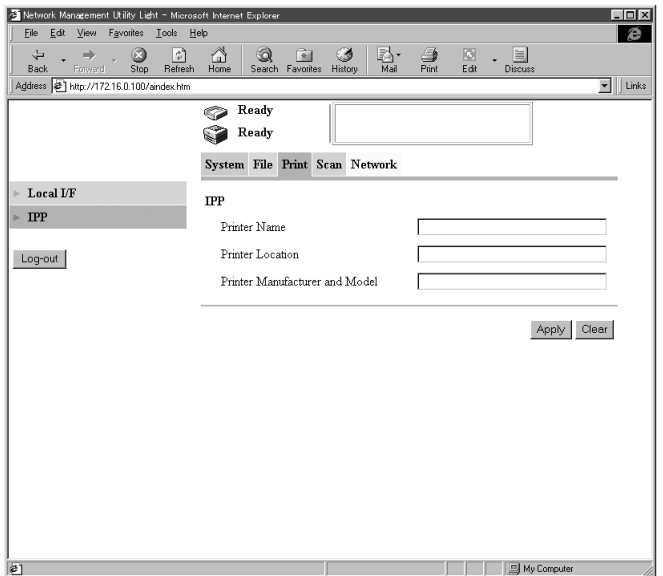 Network Management Utility Light - Microsoft Internet Explorer
File Edit View Favorites Tools Help
Back Forward Stop Refresh Home Search Favorites History Mail Print Edit Discuss
Address http://172.16.0.100/aindex.htm Links
Ready
Ready
System File Print Scan Network
Local I/F
IPP
Log-out
IPP
Printer Name
Printer Location
Printer Manufacturer and Model
Apply Clear
My Computer